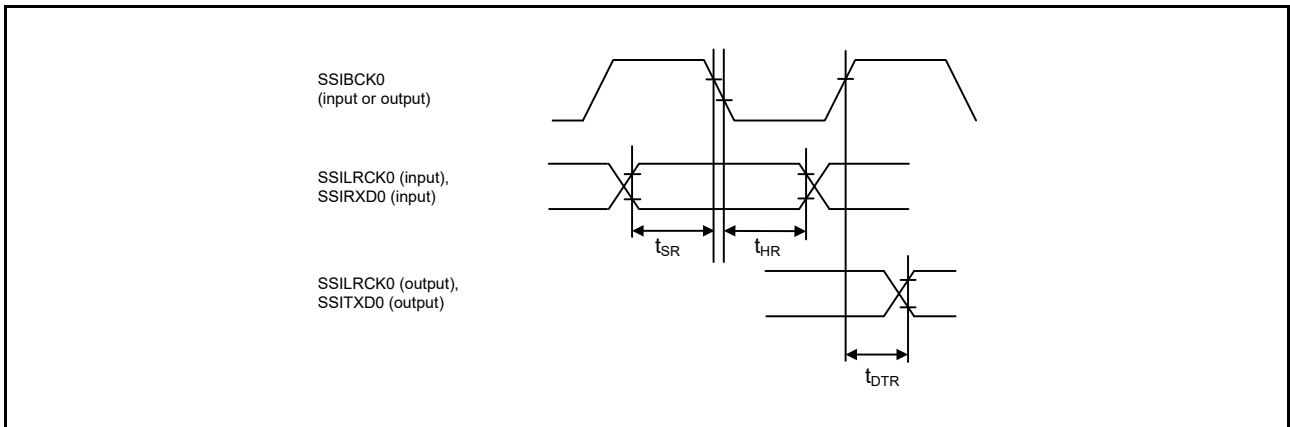 SSIBCK0
(input or output)
SSILRCK0 (input),
SSIRXD0 (input)
tSR
tHR
SSILRCK0 (output),
SSITXD0 (output)
tDTR